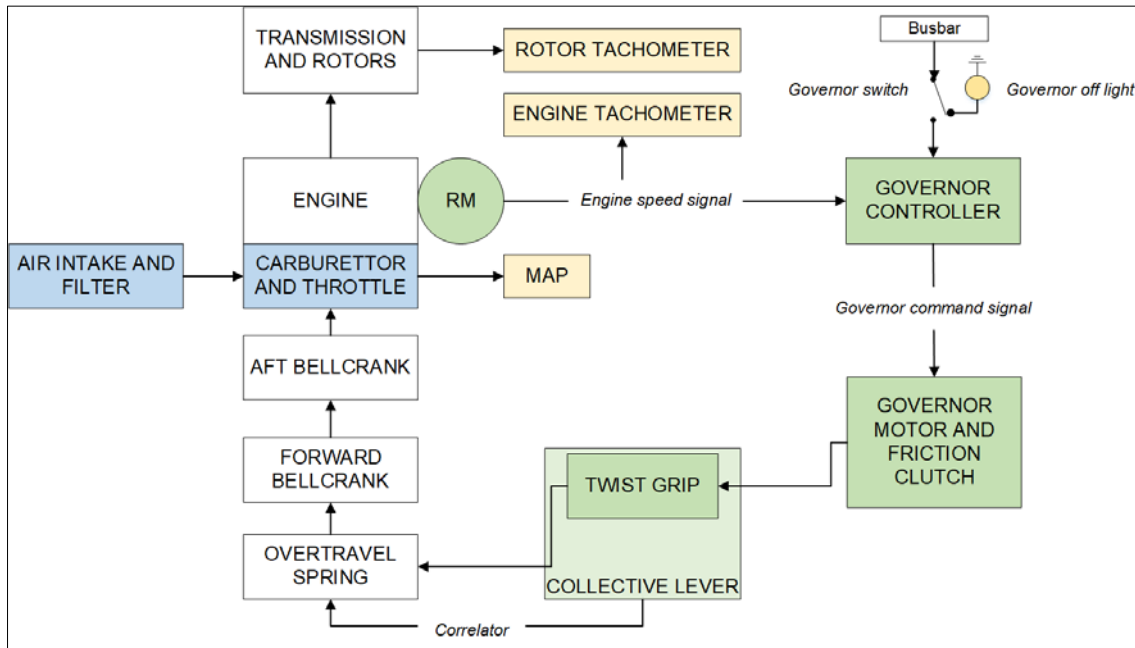 TRANSMISSION
AND ROTORS
ROTOR TACHOMETER
Busbar
Governor switch
Governor off light
ENGINE TACHOMETER
ENGINE
RM
Engine speed signal
GOVERNOR
CONTROLLER
AIR INTAKE AND
FILTER
CARBURETTOR
AND THROTTLE
MAP
Governor command signal
AFT BELLCRANK
GOVERNOR
MOTOR AND
FRICTION
CLUTCH
FORWARD
BELLCRANK
TWIST GRIP
OVERTRAVEL
SPRING
COLLECTIVE LEVER
Correlator